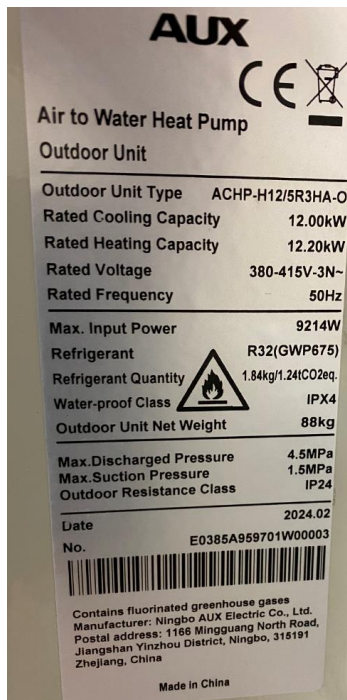 AUX
CE
Air to Water Heat Pump
Outdoor Unit
Outdoor Unit Type ACHP-H12/5R3HA-O
Rated Cooling Capacity 12.00kW
Rated Heating Capacity 12.20kW
Rated Voltage 380-415V-3N~
Rated Frequency 50Hz
Max. Input Power 9214W
Refrigerant R32(GWP675)
Refrigerant Quantity 1.84kg/1.24tCO2eq.
Water-proof Class IPX4
Outdoor Unit Net Weight 88kg
Max.Discharged Pressure 4.5MPa
Max.Suction Pressure 1.5MPa
Outdoor Resistance Class IP24
Date 2024.02
No. E0385A959701W00003
Contains fluorinated greenhouse gases
Manufacturer: Ningbo AUX Electric Co., Ltd.
Postal address: 1166 Mingguang North Road,
Jiangshan Yinzhou District, Ningbo, 315191
Zhejiang, China
Made in China